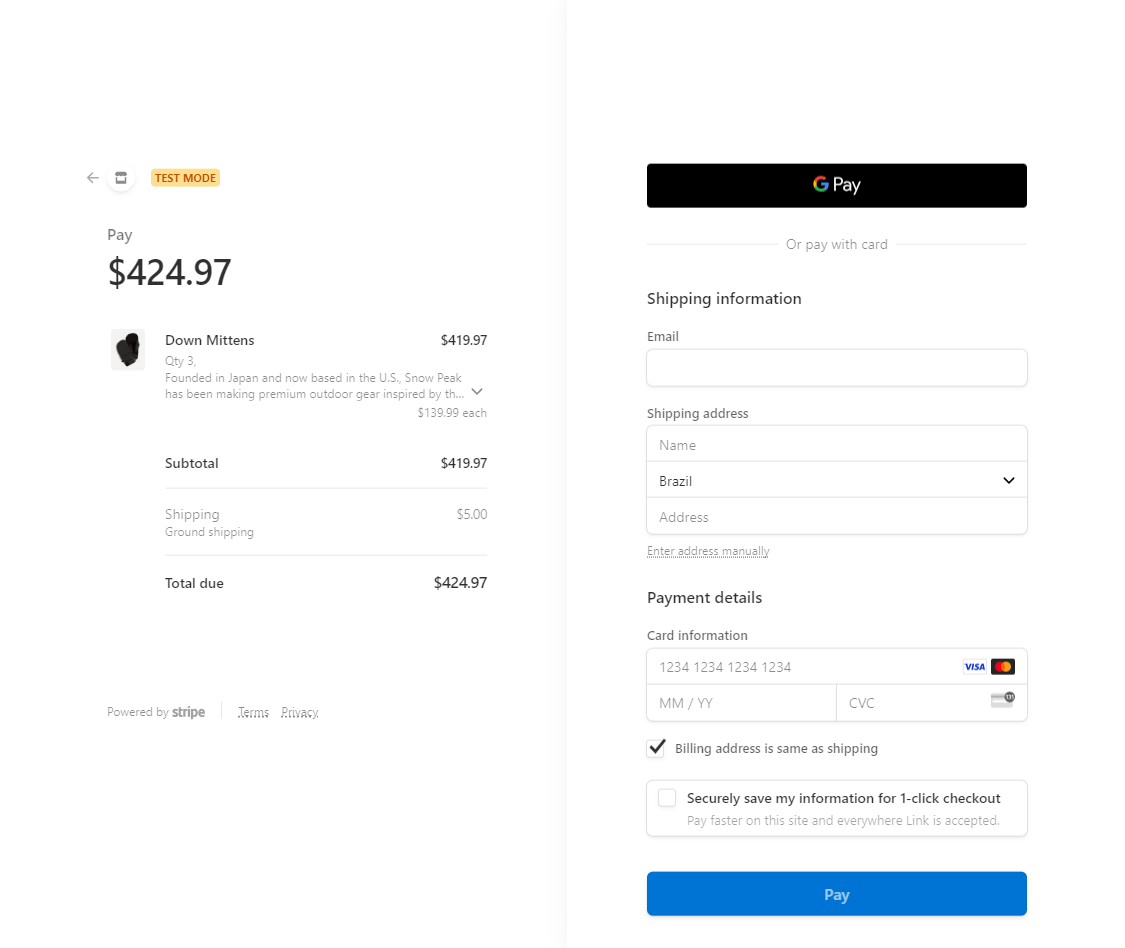 TEST MODE
Pay
$424.97
Down Mittens $419.97
Qty 3,
Founded in Japan and now based in the U.S., Snow Peak
has been making premium outdoor gear inspired by th...
$139.99 each
Subtotal $419.97
Shipping $5.00
Ground shipping
Total due $424.97
Powered by stripe Terms Privacy
G Pay
Or pay with card
Shipping information
Email
Shipping address
Name
Brazil
Address
Enter address manually
Payment details
Card information
1234 1234 1234 1234 VISA
MM / YY CVC 135
Billing address is same as shipping
Securely save my information for 1-click checkout
Pay faster on this site and everywhere Link is accepted.
Pay